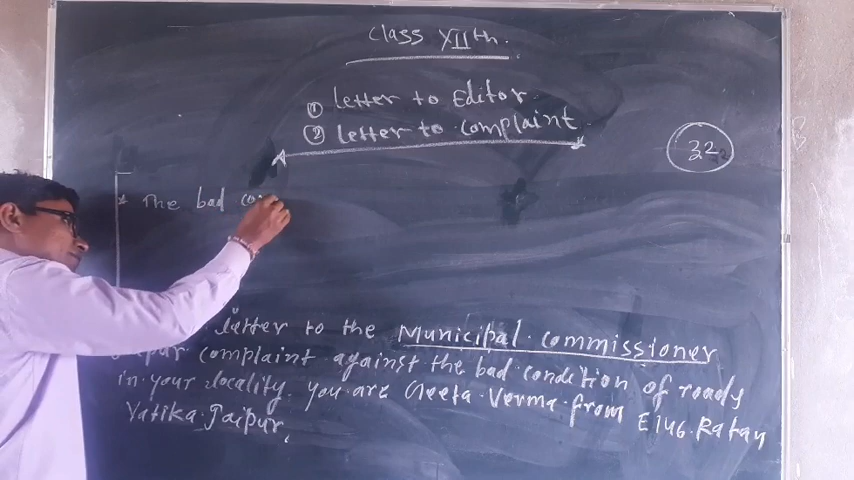 Class XIIth.
① letter to Editor.
② letter to complaint
32
* The bad co
letter to the Municipal commissioner
complaint against the bad condition of roads
in your locality. you are Geeta Verma from E146 Ratan
Vatika Jaipur.